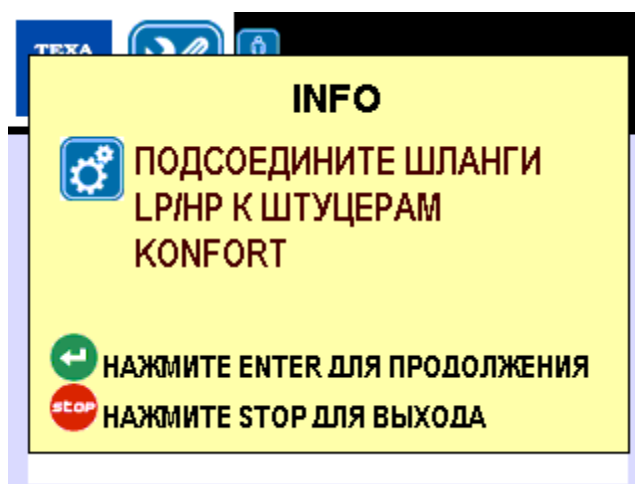 TEXA
INFO
ПОДСОЕДИНИТЕ ШЛАНГИ
LP/HP К ШТУЦЕРАМ
KONFORT
НАЖМИТЕ ENTER ДЛЯ ПРОДОЛЖЕНИЯ
stop НАЖМИТЕ STOP ДЛЯ ВЫХОДА